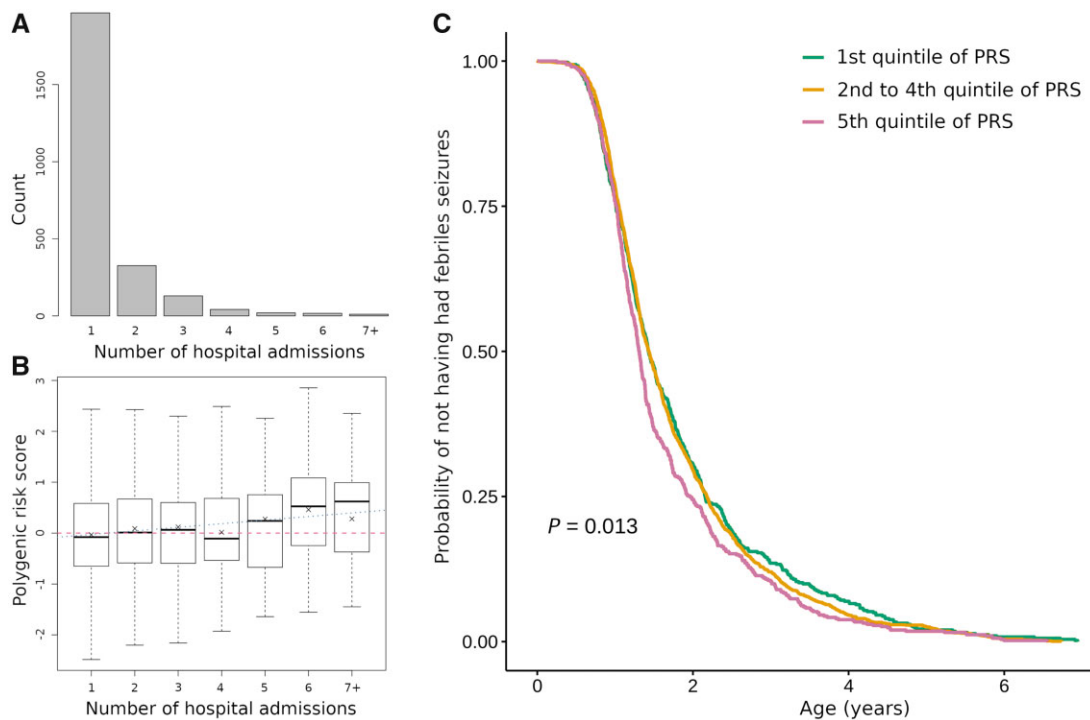 A
Count
0
500
1000
1500
1 2 3 4 5 6 7+
Number of hospital admissions
B
Polygenic risk score
3
2
1
0
-1
-2
1 2 3 4 5 6 7+
Number of hospital admissions
C
Probability of not having had febriles seizures
1.00
0.75
0.50
0.25
0.00
1st quintile of PRS
2nd to 4th quintile of PRS
5th quintile of PRS
P = 0.013
0 2 4 6
Age (years)